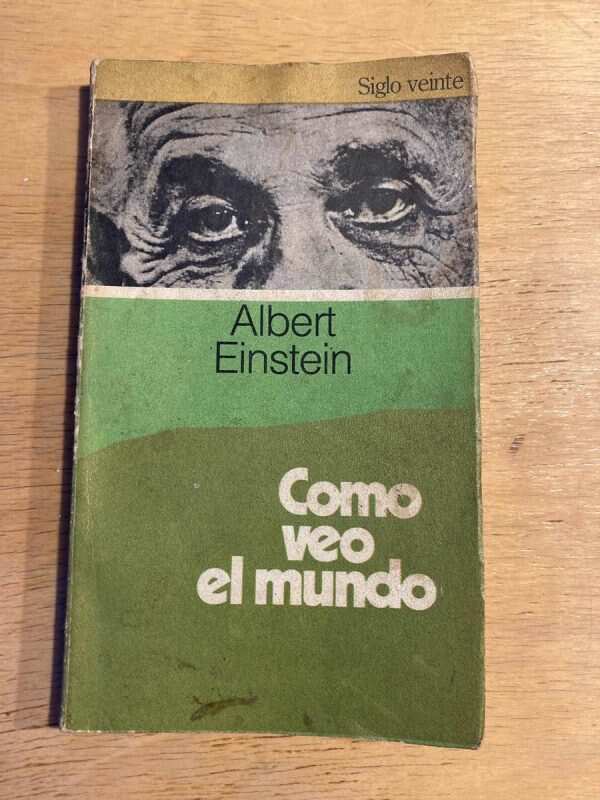 Siglo veinte
Albert
Einstein
Como
veo
el mundo